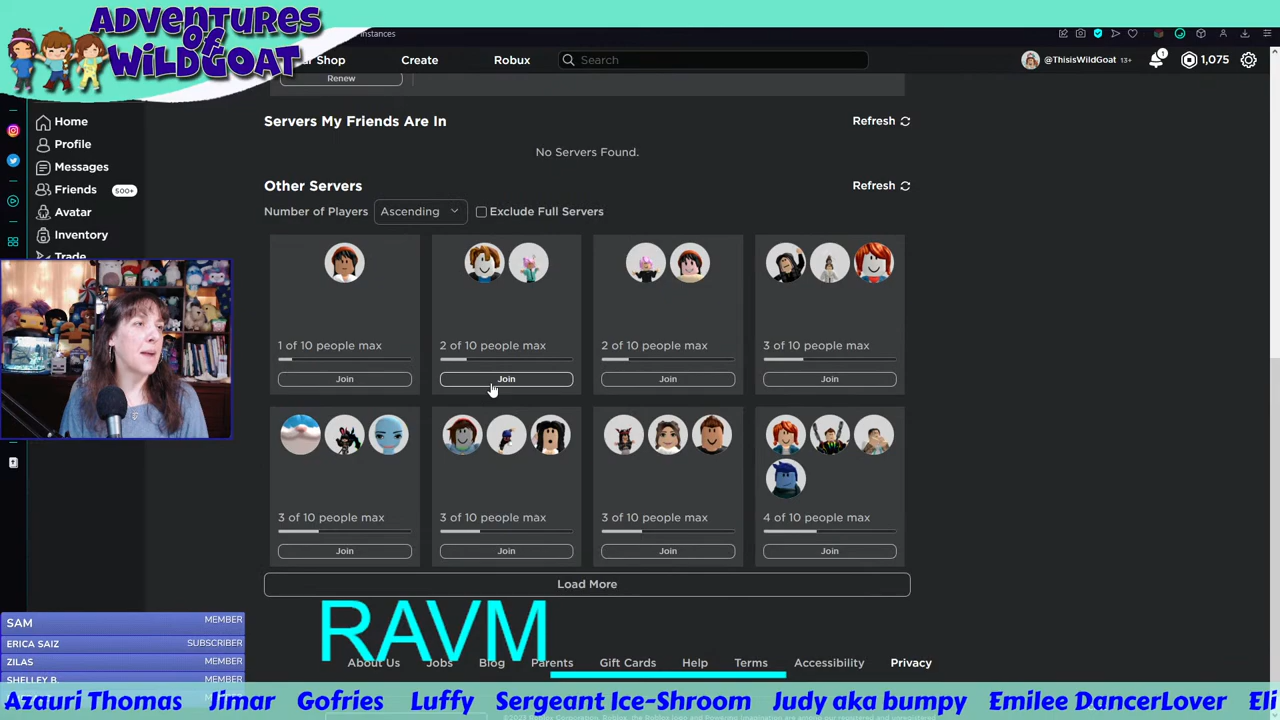 ADVENTURES
OF
WILDGOAT
Instances
Shop
Create
Robux
Search
@ThisisWildGoat 13+
1
1,075
Renew
Home
Profile
Messages
Friends
500+
Avatar
Inventory
Trade
Servers My Friends Are In
Refresh
No Servers Found.
Other Servers
Refresh
Number of Players
Ascending
Exclude Full Servers
1 of 10 people max
2 of 10 people max
2 of 10 people max
3 of 10 people max
Join
Join
Join
Join
3 of 10 people max
3 of 10 people max
3 of 10 people max
4 of 10 people max
Join
Join
Join
Join
Load More
RAVM
SAM MEMBER
ERICA SAIZ SUBSCRIBER
ZILAS MEMBER
SHELLEY B. MEMBER
About Us
Jobs
Blog
Parents
Gift Cards
Help
Terms
Accessibility
Privacy
Azauri Thomas Jimar Gofries Luffy Sergeant Ice-Shroom Judy aka bumpy Emilee DancerLover Eli